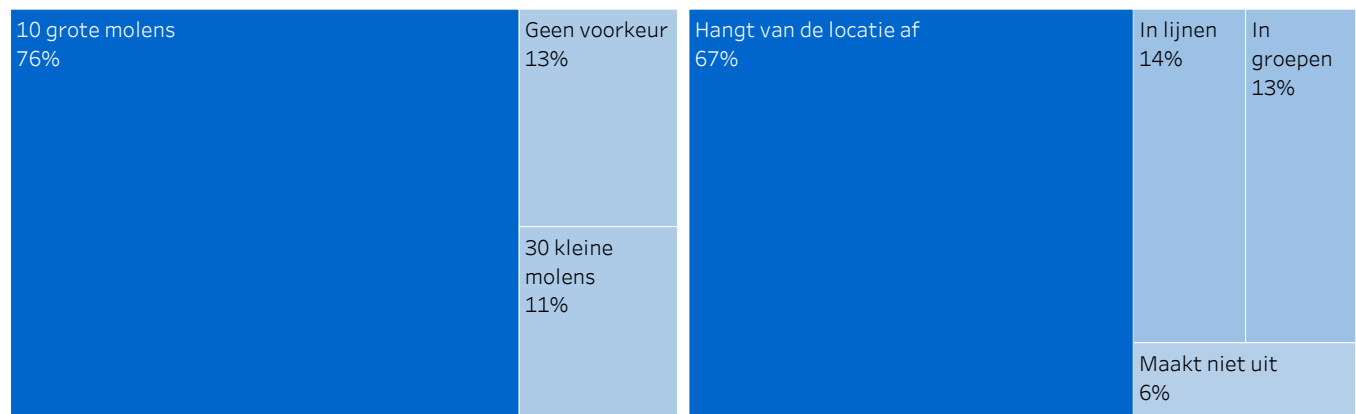 10 grote molens
76%
Geen voorkeur
13%
30 kleine
molens
11%
Hangt van de locatie af
67%
In lijnen
14%
In
groepen
13%
Maakt niet uit
6%